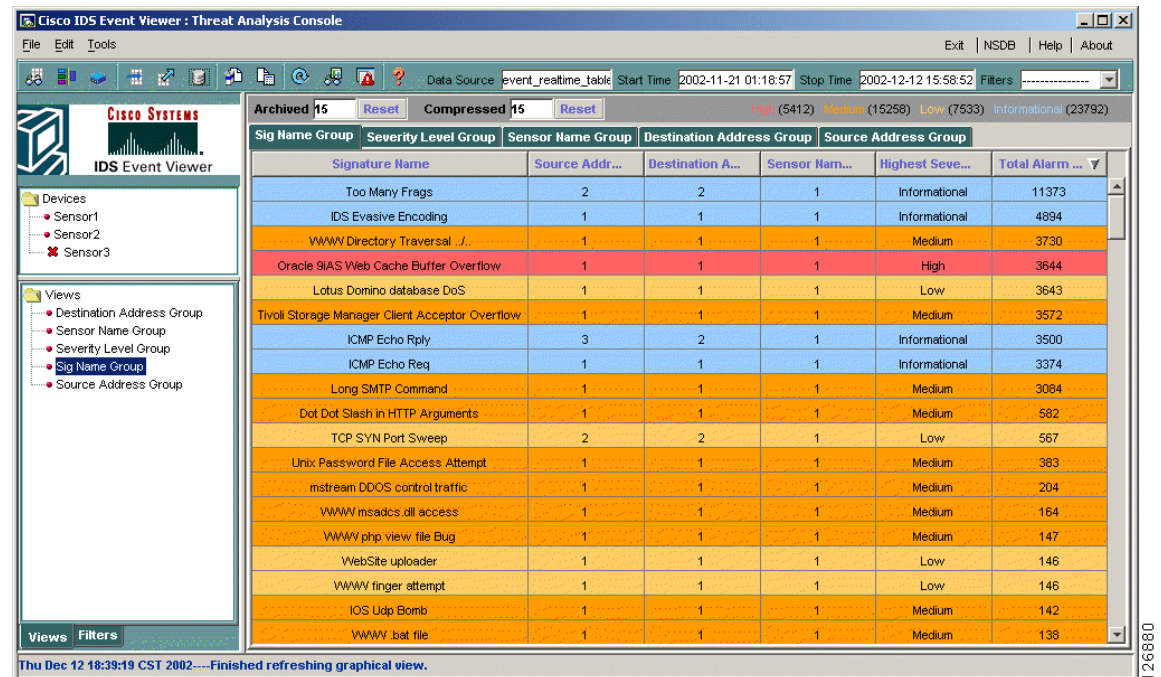 Cisco IDS Event Viewer : Threat Analysis Console
File Edit Tools Exit NSDB Help About
Data Source event_realtime_table Start Time 2002-11-21 01:18:57 Stop Time 2002-12-12 15:58:52 Filters ---------------
CISCO SYSTEMS
IDS Event Viewer
Archived 15 Reset Compressed 15 Reset High (5412) Medium (15258) Low (7533) Informational (23792)
Sig Name Group Severity Level Group Sensor Name Group Destination Address Group Source Address Group
Devices
Sensor1
Sensor2
Sensor3
Views
Destination Address Group
Sensor Name Group
Severity Level Group
Sig Name Group
Source Address Group
Views Filters
Signature Name Source Addr... Destination A... Sensor Nam... Highest Seve... Total Alarm ...
Too Many Frags 2 2 1 Informational 11373
IDS Evasive Encoding 1 1 1 Informational 4894
WWW Directory Traversal ../.. 1 1 1 Medium 3730
Oracle 9iAS Web Cache Buffer Overflow 1 1 1 High 3644
Lotus Domino database DoS 1 1 1 Low 3643
Tivoli Storage Manager Client Acceptor Overflow 1 1 1 Medium 3572
ICMP Echo Rply 3 2 1 Informational 3500
ICMP Echo Req 1 1 1 Informational 3374
Long SMTP Command 1 1 1 Medium 3084
Dot Dot Slash in HTTP Arguments 1 1 1 Medium 582
TCP SYN Port Sweep 2 2 1 Low 567
Unix Password File Access Attempt 1 1 1 Medium 383
mstream DDOS control traffic 1 1 1 Medium 204
WWW msadcs.dll access 1 1 1 Medium 164
WWW php view file Bug 1 1 1 Medium 147
WebSite uploader 1 1 1 Low 146
WWW finger attempt 1 1 1 Low 146
IOS Udp Bomb 1 1 1 Medium 142
WWW .bat file 1 1 1 Medium 138
Thu Dec 12 18:39:19 CST 2002----Finished refreshing graphical view.
126880